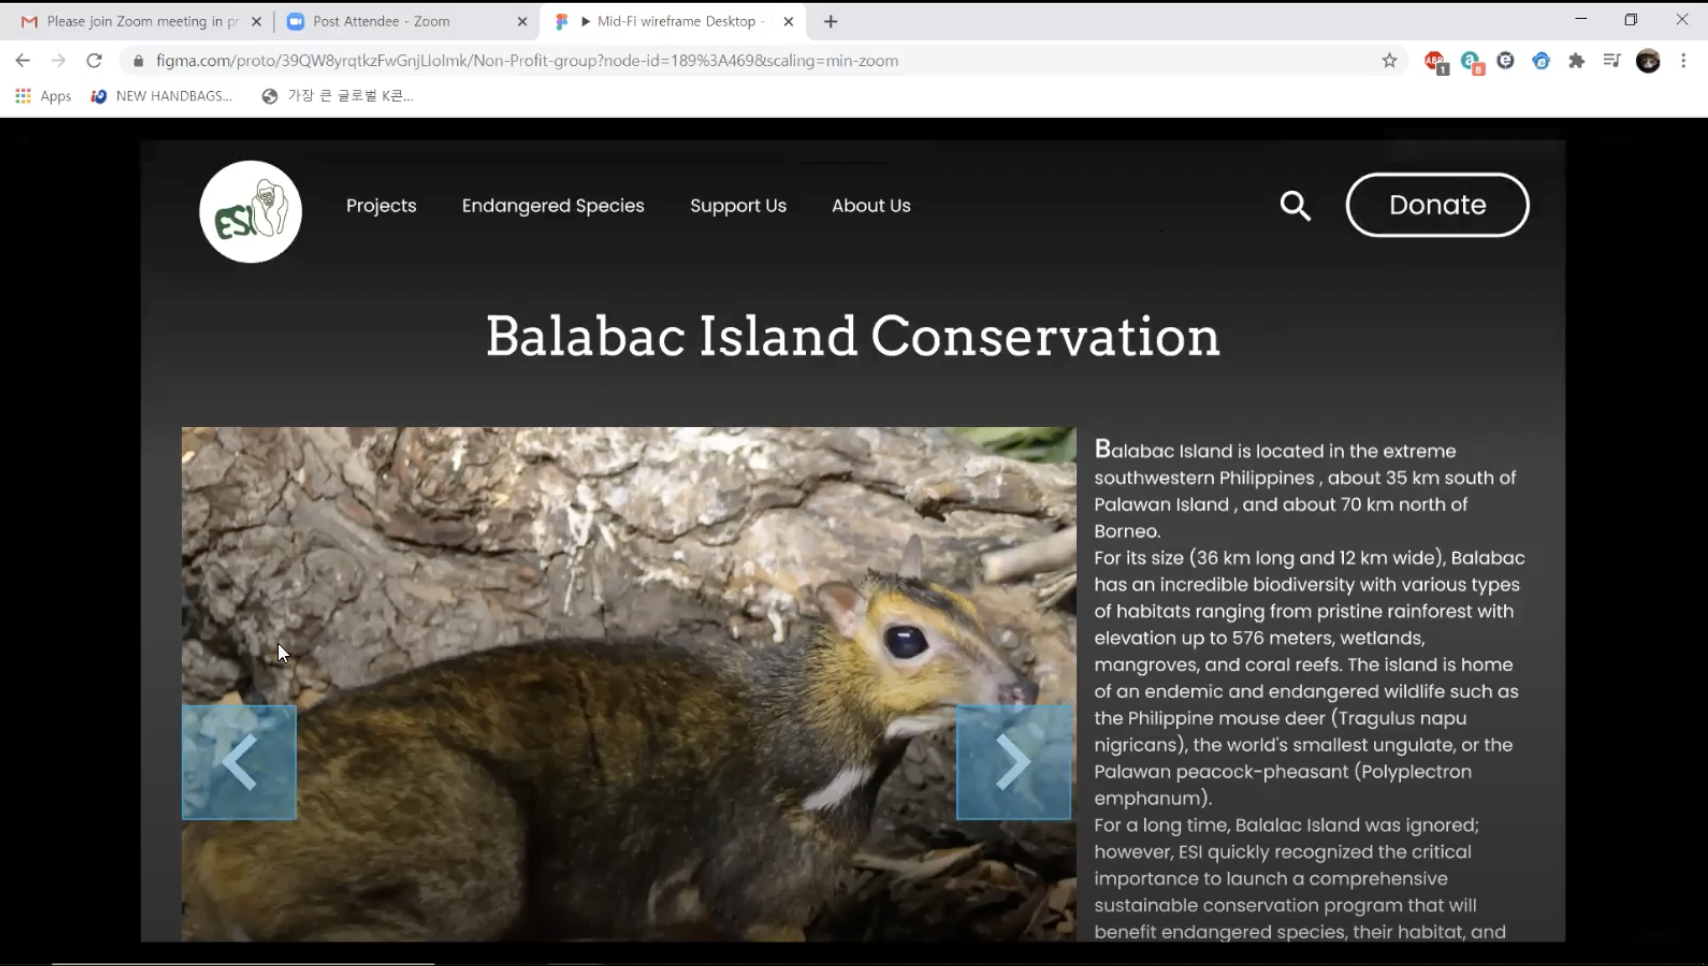 Please join Zoom meeting in pr
Post Attendee - Zoom
Mid-Fi wireframe Desktop -
figma.com/proto/39QW8yrqtkzFwGnjLIoImk/Non-Profit-group?node-id=189%3A469&scaling=min-zoom
ABP
1
a
8
e
e
Apps
NEW HANDBAGS...
가장 큰 글로벌 K콘...
ESI
Projects
Endangered Species
Support Us
About Us
Donate
Balabac Island Conservation
Balabac Island is located in the extreme
southwestern Philippines , about 35 km south of
Palawan Island , and about 70 km north of
Borneo.
For its size (36 km long and 12 km wide), Balabac
has an incredible biodiversity with various types
of habitats ranging from pristine rainforest with
elevation up to 576 meters, wetlands,
mangroves, and coral reefs. The island is home
of an endemic and endangered wildlife such as
the Philippine mouse deer (Tragulus napu
nigricans), the world's smallest ungulate, or the
Palawan peacock-pheasant (Polyplectron
emphanum).
For a long time, Balalac Island was ignored;
however, ESI quickly recognized the critical
importance to launch a comprehensive
sustainable conservation program that will
benefit endangered species, their habitat, and